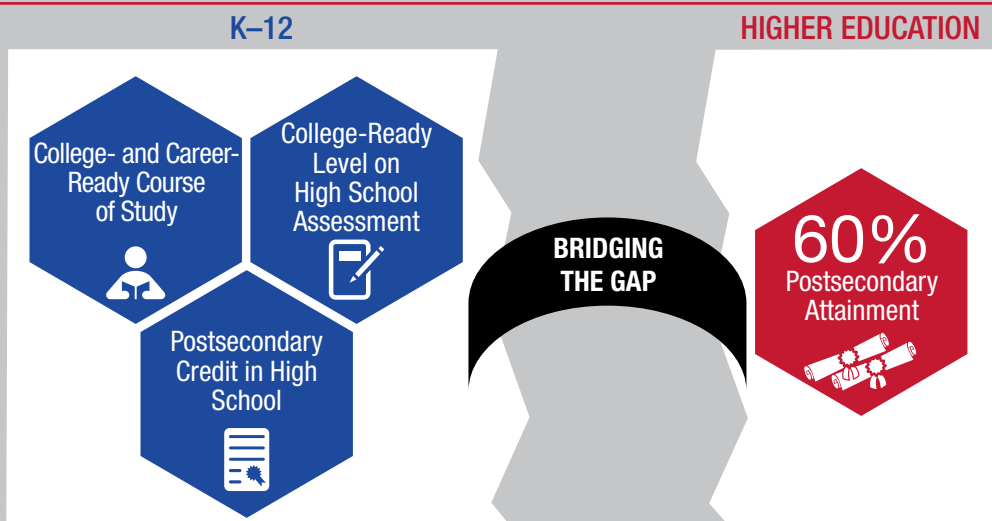 K–12
HIGHER EDUCATION
College- and Career-
Ready Course
of Study
College-Ready
Level on
High School
Assessment
Postsecondary
Credit in High
School
BRIDGING
THE GAP
60%
Postsecondary
Attainment